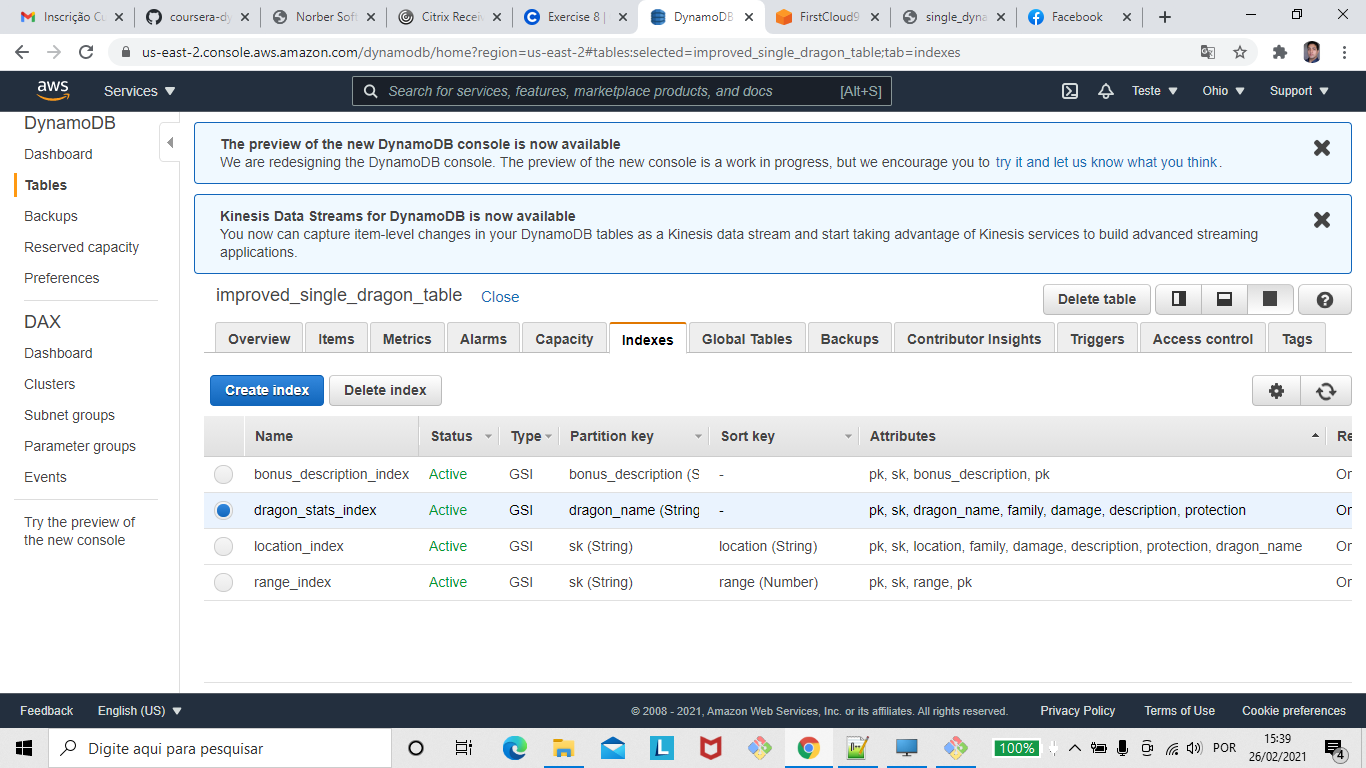 Inscrição Cu
coursera-dy
Norber Soft
Citrix Receiv
Exercise 8 |
DynamoDB
FirstCloud9
single_dyna
Facebook
us-east-2.console.aws.amazon.com/dynamodb/home?region=us-east-2#tables:selected=improved_single_dragon_table;tab=indexes
aws
Services
Search for services, features, marketplace products, and docs
[Alt+S]
Teste
Ohio
Support
DynamoDB
Dashboard
Tables
Backups
Reserved capacity
Preferences
DAX
Dashboard
Clusters
Subnet groups
Parameter groups
Events
Try the preview of
the new console
The preview of the new DynamoDB console is now available
We are redesigning the DynamoDB console. The preview of the new console is a work in progress, but we encourage you to try it and let us know what you think.
Kinesis Data Streams for DynamoDB is now available
You now can capture item-level changes in your DynamoDB tables as a Kinesis data stream and start taking advantage of Kinesis services to build advanced streaming
applications.
improved_single_dragon_table Close
Delete table
Overview Items Metrics Alarms Capacity Indexes Global Tables Backups Contributor Insights Triggers Access control Tags
Create index Delete index
Name Status Type Partition key Sort key Attributes Re
bonus_description_index Active GSI bonus_description (S - pk, sk, bonus_description, pk Or
dragon_stats_index Active GSI dragon_name (String - pk, sk, dragon_name, family, damage, description, protection Or
location_index Active GSI sk (String) location (String) pk, sk, location, family, damage, description, protection, dragon_name Or
range_index Active GSI sk (String) range (Number) pk, sk, range, pk Or
Feedback English (US) © 2008 - 2021, Amazon Web Services, Inc. or its affiliates. All rights reserved. Privacy Policy Terms of Use Cookie preferences
Digite aqui para pesquisar
100%
POR
15:39
26/02/2021
4